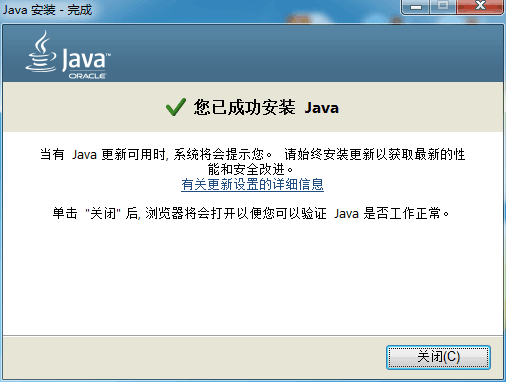 Java 安装 - 完成
Java™
ORACLE
您已成功安装 Java
当有 Java 更新可用时, 系统将会提示您。 请始终安装更新以获取最新的性
能和安全改进。
有关更新设置的详细信息
单击 "关闭" 后, 浏览器将会打开以便您可以验证 Java 是否工作正常。
关闭(C)